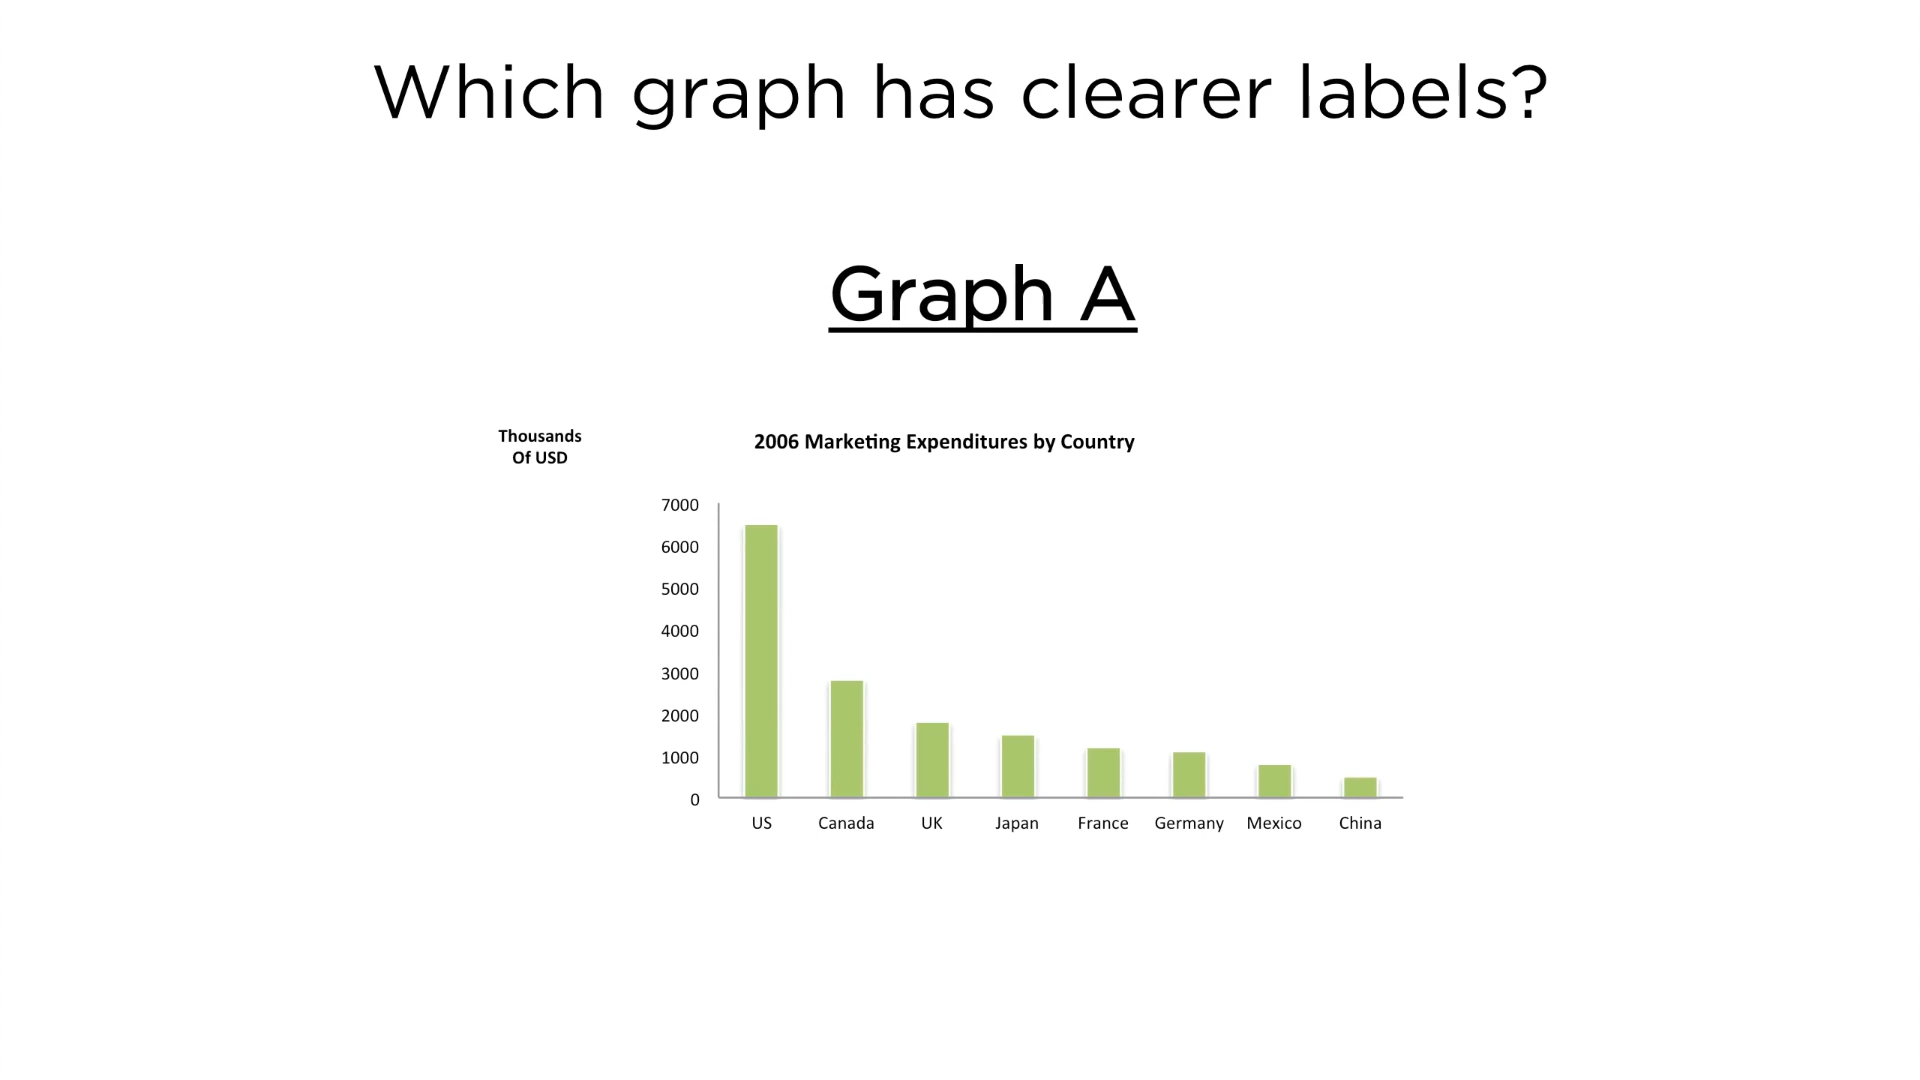 Which graph has clearer labels?
Graph A
Thousands
Of USD
2006 Marketing Expenditures by Country
7000
6000
5000
4000
3000
2000
1000
0
US Canada UK Japan France Germany Mexico China